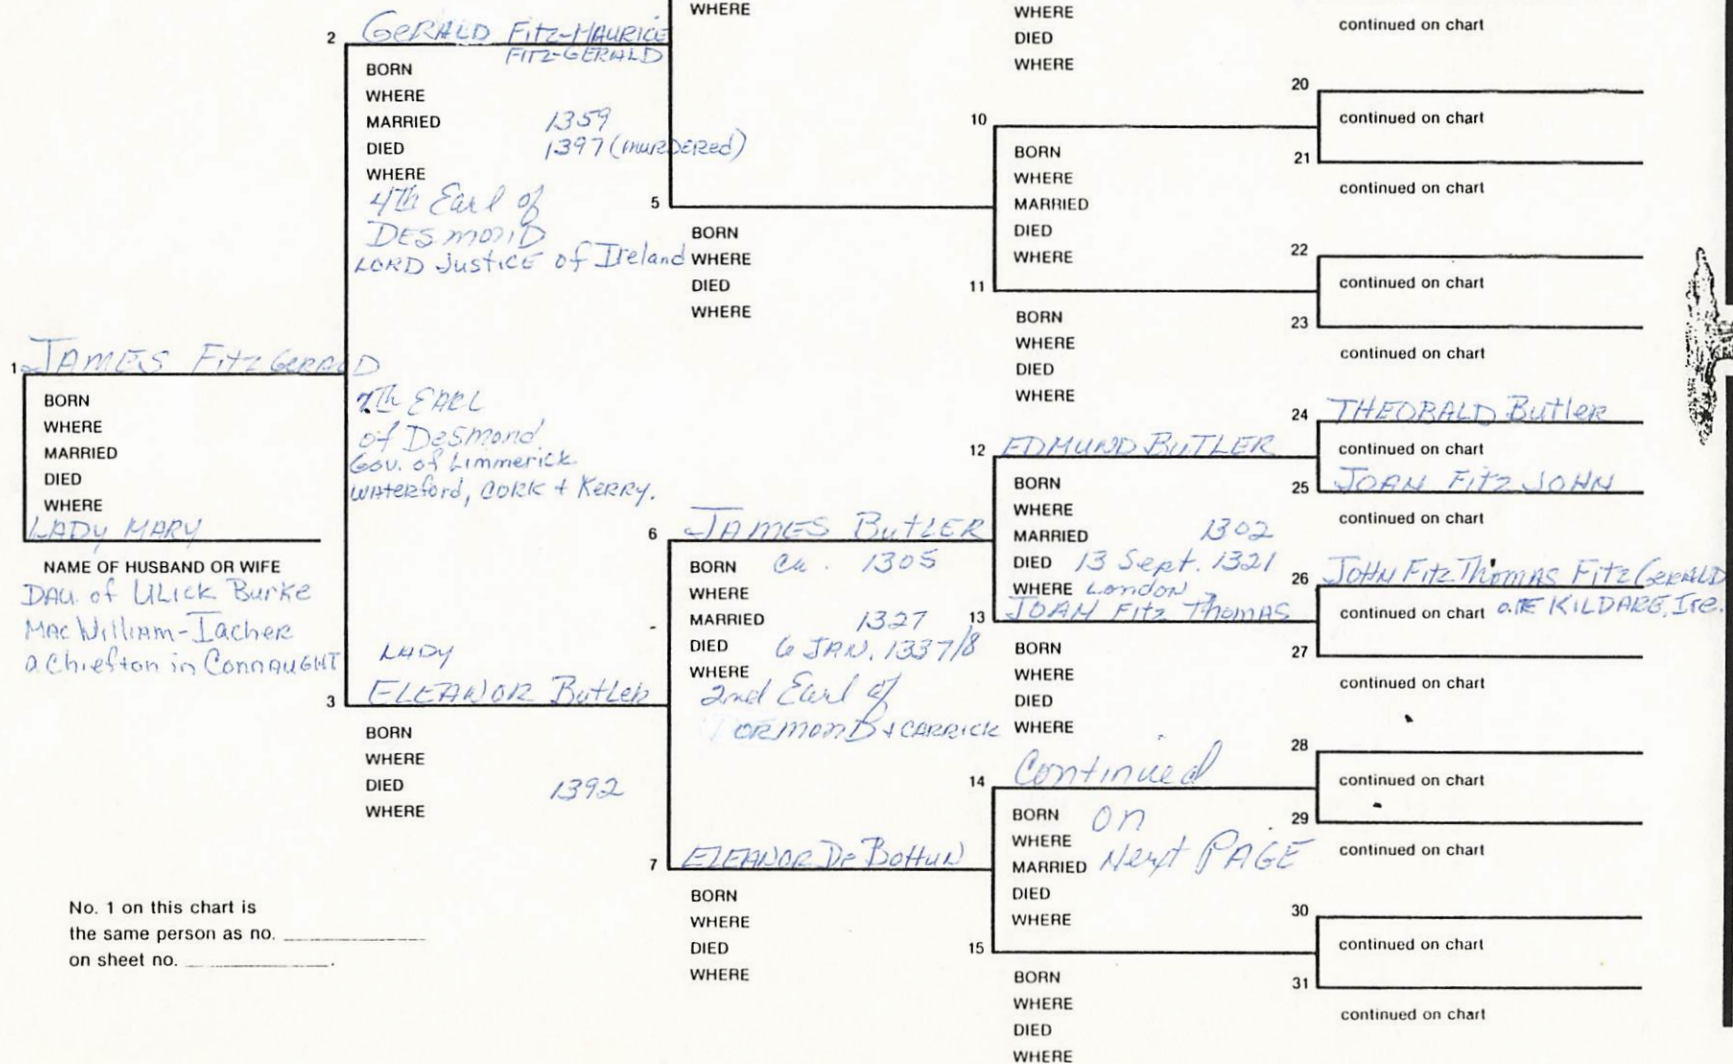 1
JAMES FitzGerald
BORN
WHERE
MARRIED
DIED
WHERE
LADY MARY
NAME OF HUSBAND OR WIFE
DAU. of Ulick Burke
Mac William-Iacher
a Chiefton in CONNAUGHT
7th EARL
of DeSmond
Gov. of Limmerick
Waterford, CORK + KERRY.
2
GERALD Fitz-MAURICE
FITZ-GERALD
BORN
WHERE
MARRIED 1359
DIED 1397 (MURDERED)
WHERE
4th Earl of
DESMOND
LORD JUSTICE of Ireland
LADY
3
ELEANOR Butler
BORN
WHERE
DIED 1392
WHERE
WHERE
5
BORN
WHERE
DIED
WHERE
6
JAMES BUTLER
BORN Ca. 1305
WHERE
MARRIED 1327
DIED 6 JAN. 1337/8
WHERE
2nd Earl of
ORMOND + CARRICK
7
ELEANOR De BoHuN
BORN
WHERE
DIED
WHERE
WHERE
DIED
WHERE
10
BORN
WHERE
MARRIED
DIED
WHERE
11
BORN
WHERE
DIED
WHERE
12
EDMUND BUTLER
BORN
WHERE
MARRIED 1302
DIED 13 Sept. 1321
WHERE London
13
JOAN Fitz Thomas
BORN
WHERE
DIED
WHERE
14
Continued
BORN on
WHERE
MARRIED Next PAGE
DIED
WHERE
15
BORN
WHERE
DIED
WHERE
continued on chart
20
continued on chart
21
continued on chart
22
continued on chart
23
continued on chart
24
THEOBALD Butler
continued on chart
25
JOAN Fitz JOHN
continued on chart
26
JOHN Fitz Thomas Fitz Gerald
continued on chart KILDARE, Ire.
27
continued on chart
28
continued on chart
29
continued on chart
30
continued on chart
31
continued on chart
No. 1 on this chart is
the same person as no.
on sheet no.